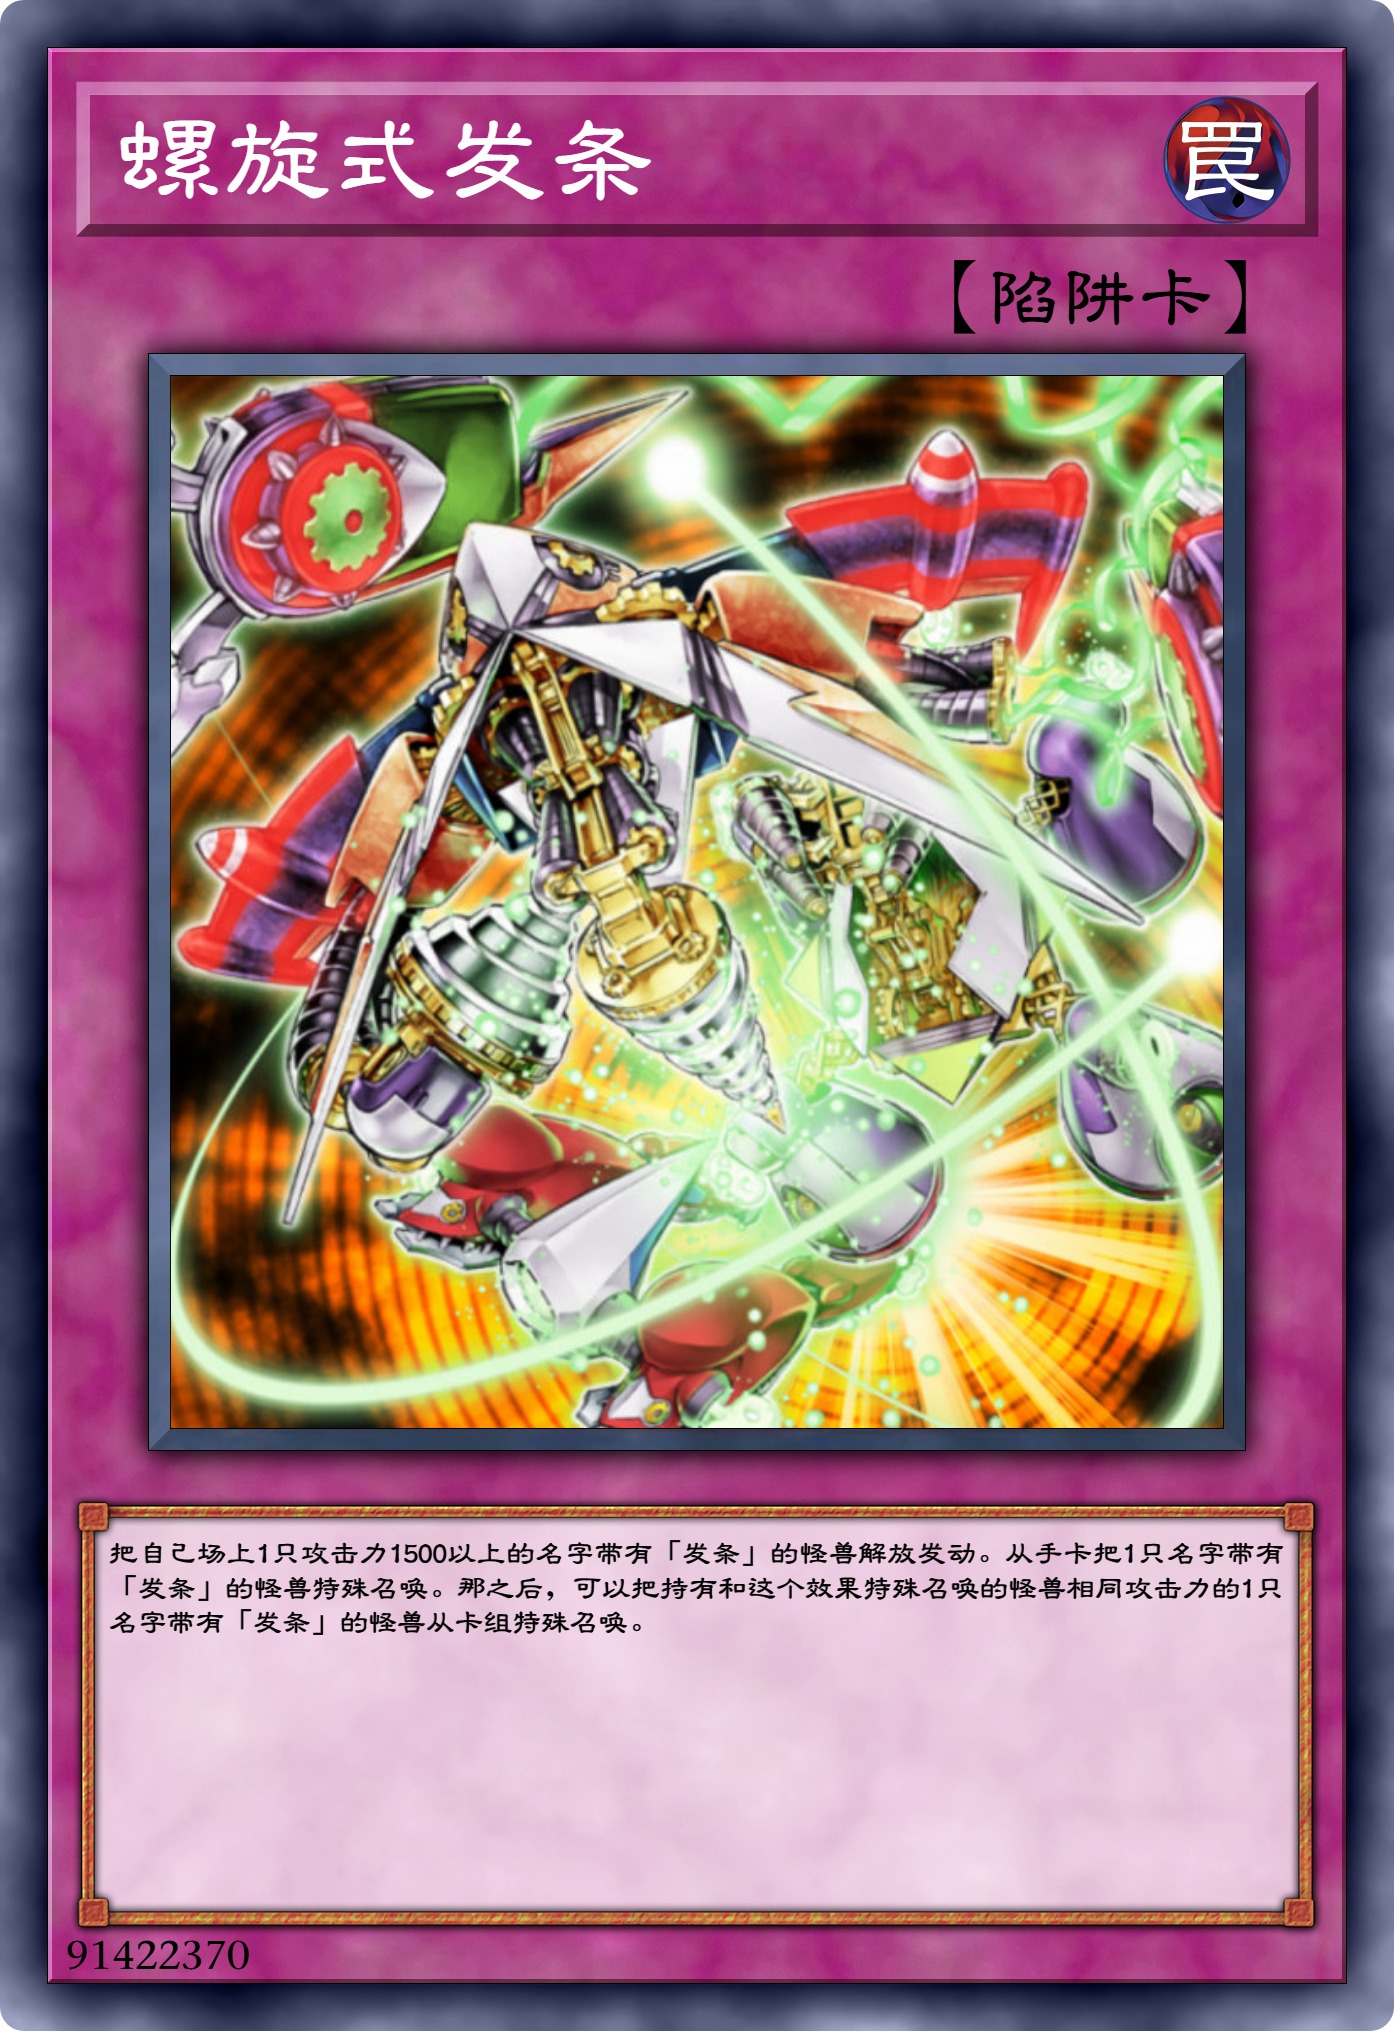 螺旋式发条
罠
【陷阱卡】
把自己场上1只攻击力1500以上的名字带有「发条」的怪兽解放发动。从手卡把1只名字带有
「发条」的怪兽特殊召唤。那之后，可以把持有和这个效果特殊召唤的怪兽相同攻击力的1只
名字带有「发条」的怪兽从卡组特殊召唤。
91422370